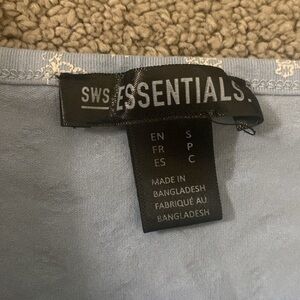 SWS ESSENTIALS.
EN S
FR P
ES C
MADE IN
BANGLADESH
FABRIQUÉ AU
BANGLADESH